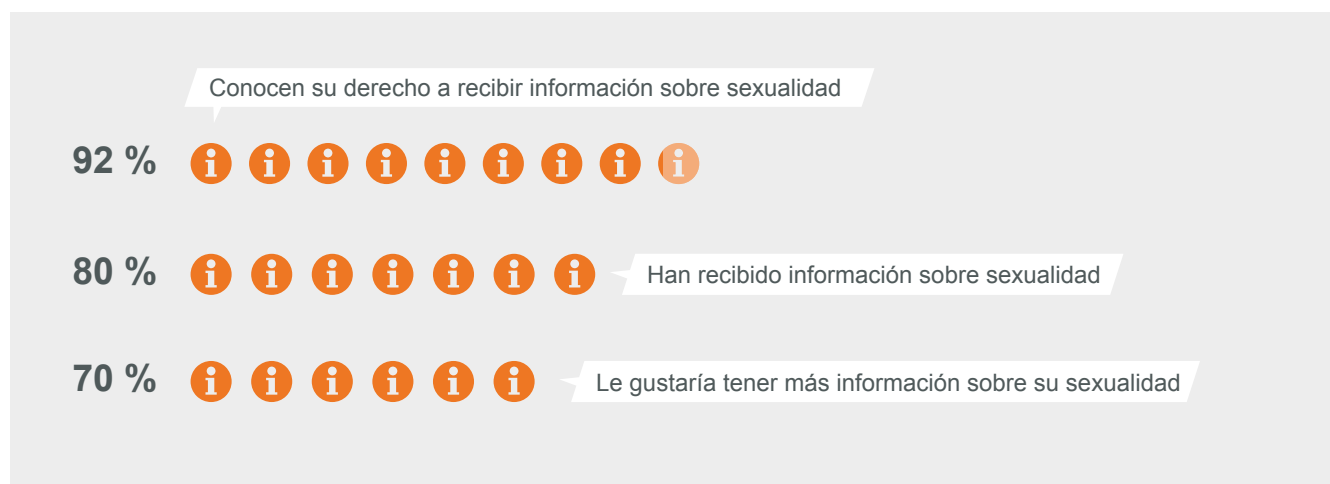 Conocen su derecho a recibir información sobre sexualidad
92 %
80 %
Han recibido información sobre sexualidad
70 %
Le gustaría tener más información sobre su sexualidad